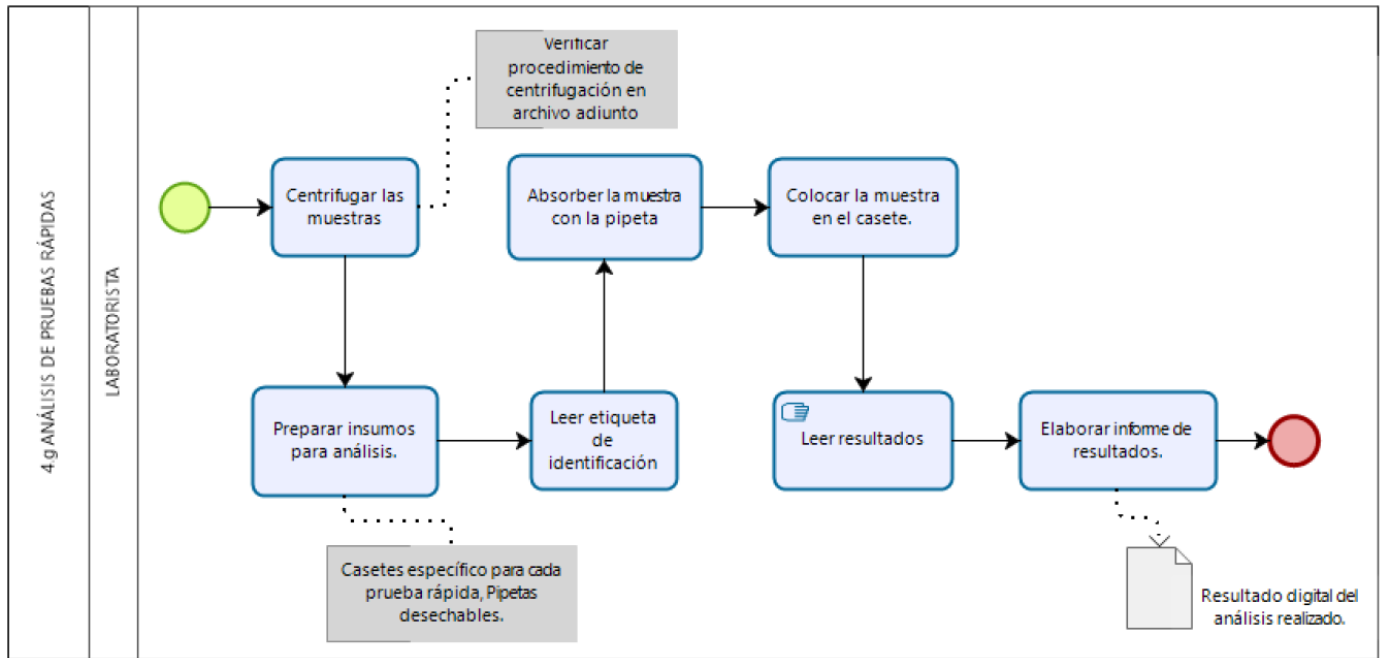 4.g ANÁLISIS DE PRUEBAS RÁPIDAS
LABORATORISTA
Verificar
procedimiento de
centrifugación en
archivo adjunto
Centrifugar las
muestras
Absorber la muestra
con la pipeta
Colocar la muestra
en el casete.
Preparar insumos
para análisis.
Leer etiqueta
de
identificación
Leer resultados
Elaborar informe de
resultados.
Casetes específico para cada
prueba rápida, Pipetas
desechables.
Resultado digital del
análisis realizado.